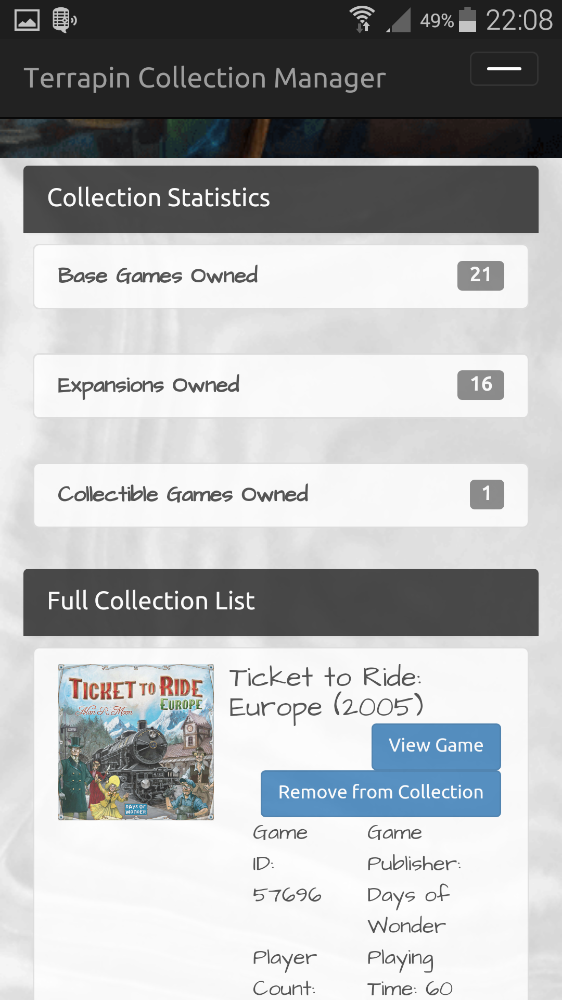 49% 22:08
Terrapin Collection Manager
Collection Statistics
Base Games Owned 21
Expansions Owned 16
Collectible Games Owned 1
Full Collection List
TICKET TO RIDE
EUROPE
Alan R. Moon
4.183
DAYS OF
WONDER
Ticket to Ride:
Europe (2005)
View Game
Remove from Collection
Game
ID:
57696
Game
Publisher:
Days of
Wonder
Player
Count:
Playing
Time: 60